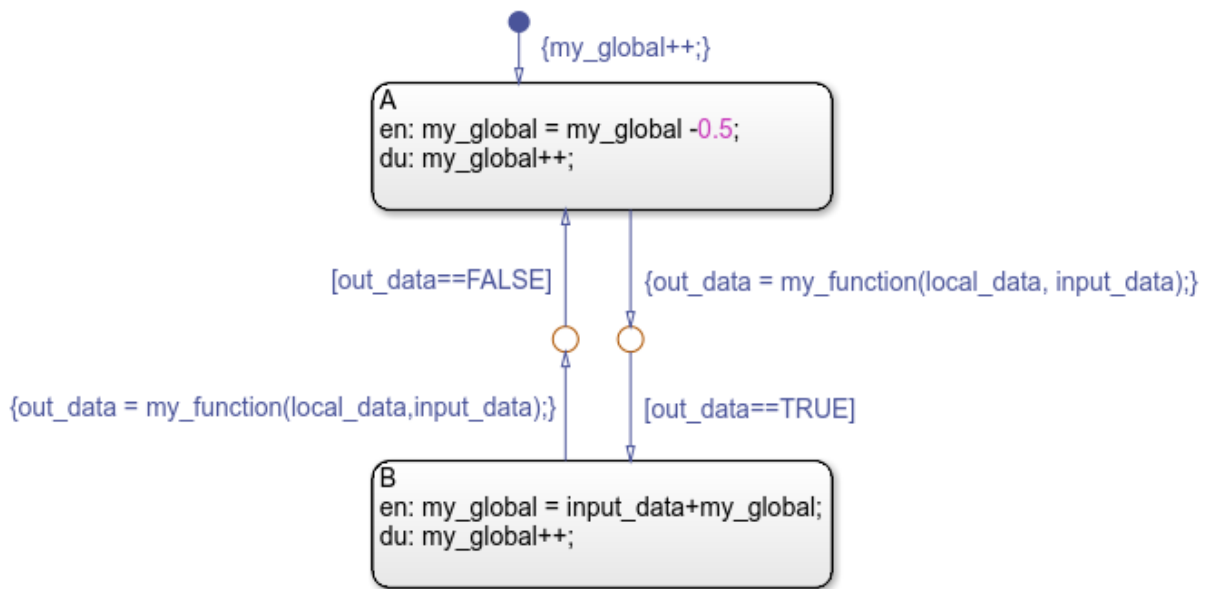 {my_global++;}
A
en: my_global = my_global -0.5;
du: my_global++;
[out_data==FALSE]
{out_data = my_function(local_data, input_data);}
{out_data = my_function(local_data,input_data);}
[out_data==TRUE]
B
en: my_global = input_data+my_global;
du: my_global++;